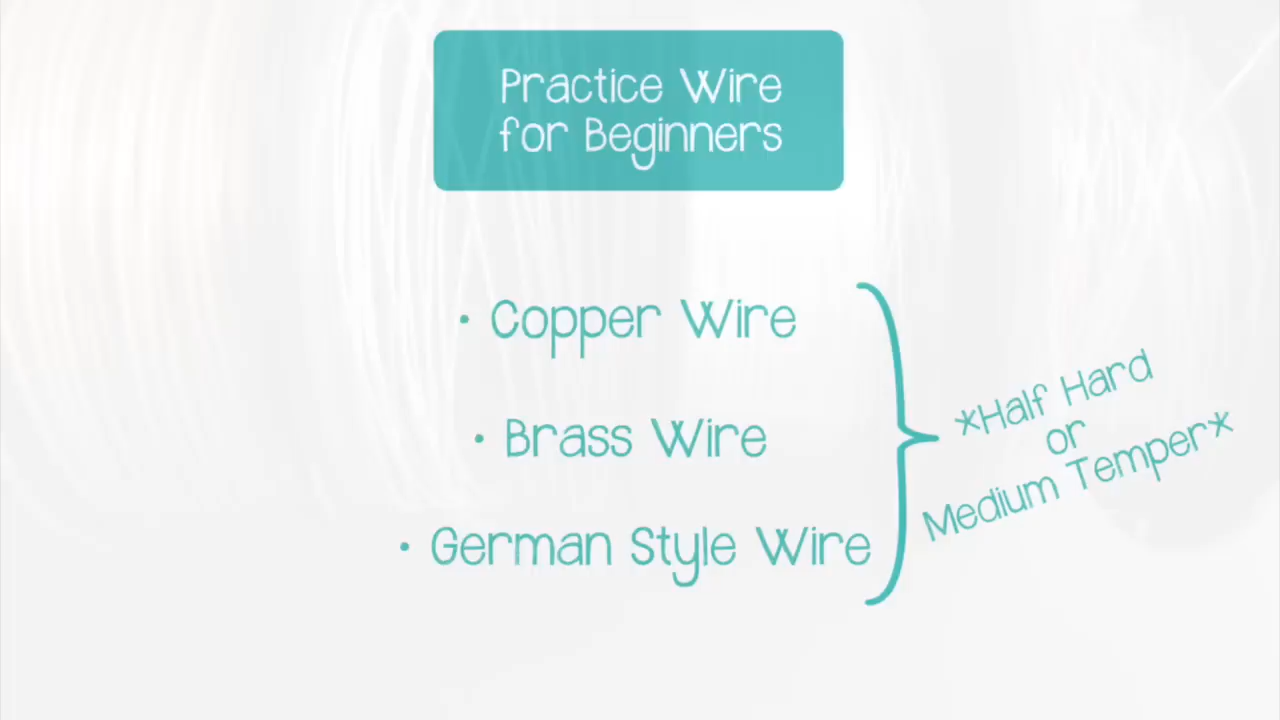 Practice Wire
for Beginners
• Copper Wire
• Brass Wire
• German Style Wire
*Half Hard
or
Medium Temper*